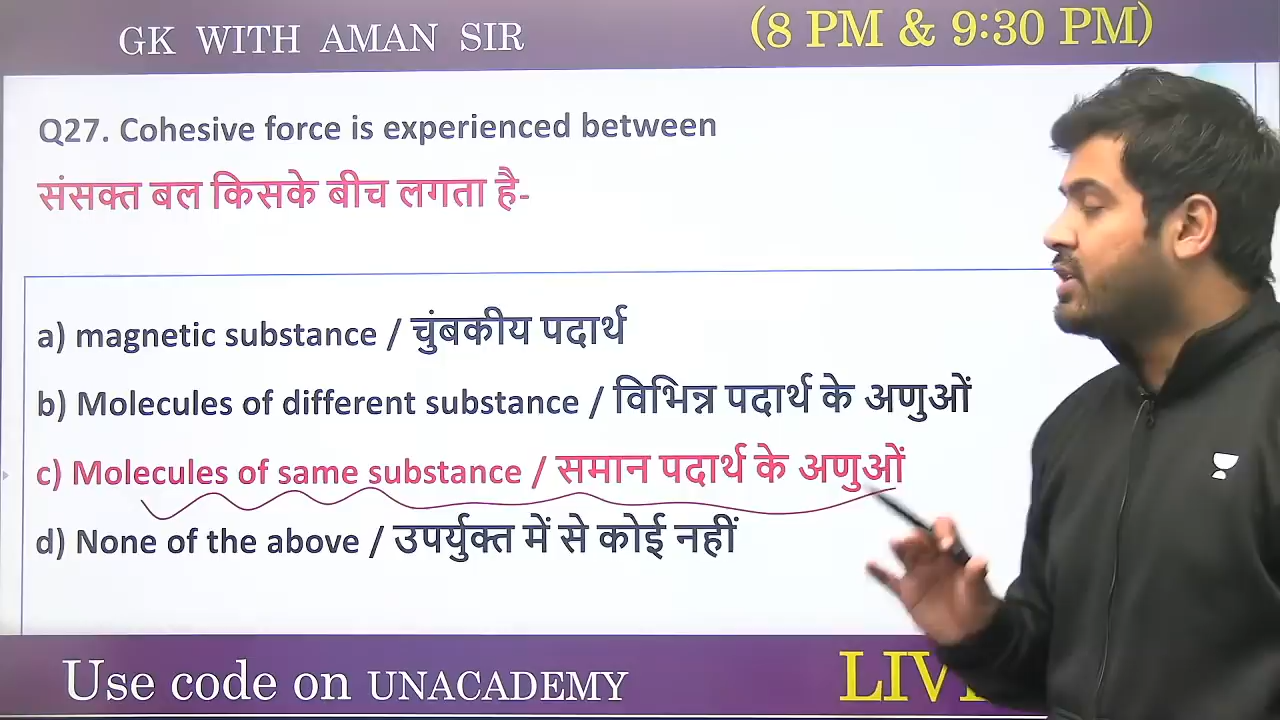 GK WITH AMAN SIR
(8 PM & 9:30 PM)
Q27. Cohesive force is experienced between
संसक्त बल किसके बीच लगता है-
a) magnetic substance / चुंबकीय पदार्थ
b) Molecules of different substance / विभिन्न पदार्थ के अणुओं
c) Molecules of same substance / समान पदार्थ के अणुओं
d) None of the above / उपर्युक्त में से कोई नहीं
Use code on UNACADEMY